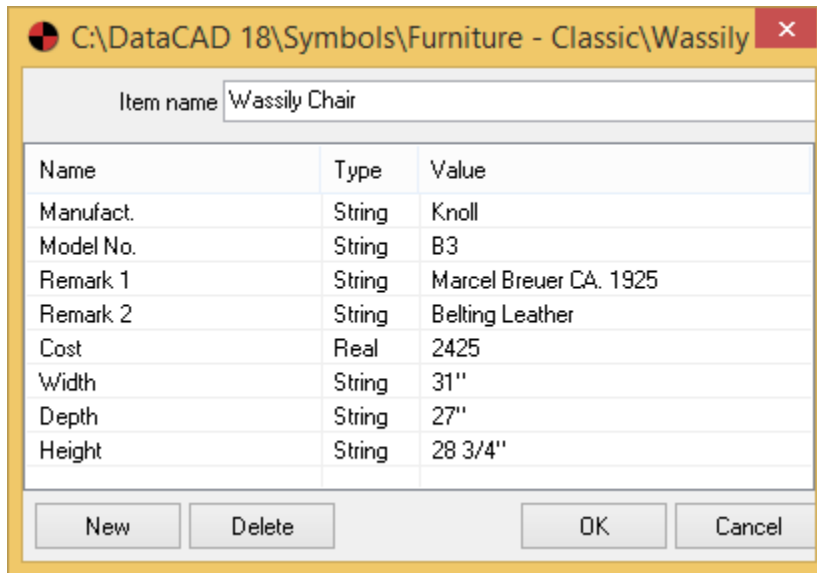 C:\DataCAD 18\Symbols\Furniture - Classic\Wassily
Item name Wassily Chair
Name Type Value
Manufact. String Knoll
Model No. String B3
Remark 1 String Marcel Breuer CA. 1925
Remark 2 String Belting Leather
Cost Real 2425
Width String 31"
Depth String 27"
Height String 28 3/4"
New Delete OK Cancel